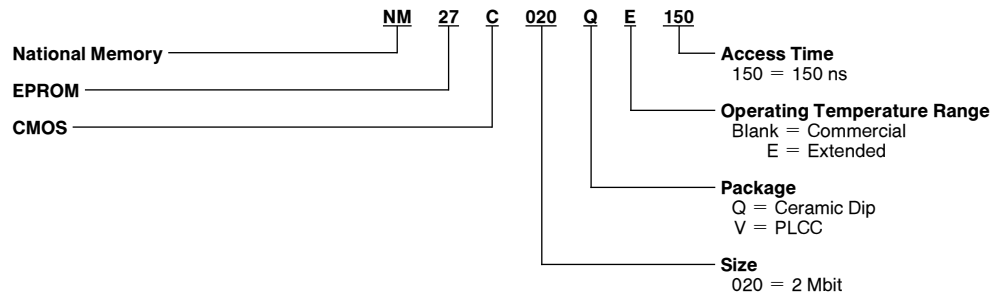 NM 27 C 020 Q E 150
National Memory
EPROM
CMOS
Access Time
150 = 150 ns
Operating Temperature Range
Blank = Commercial
E = Extended
Package
Q = Ceramic Dip
V = PLCC
Size
020 = 2 Mbit